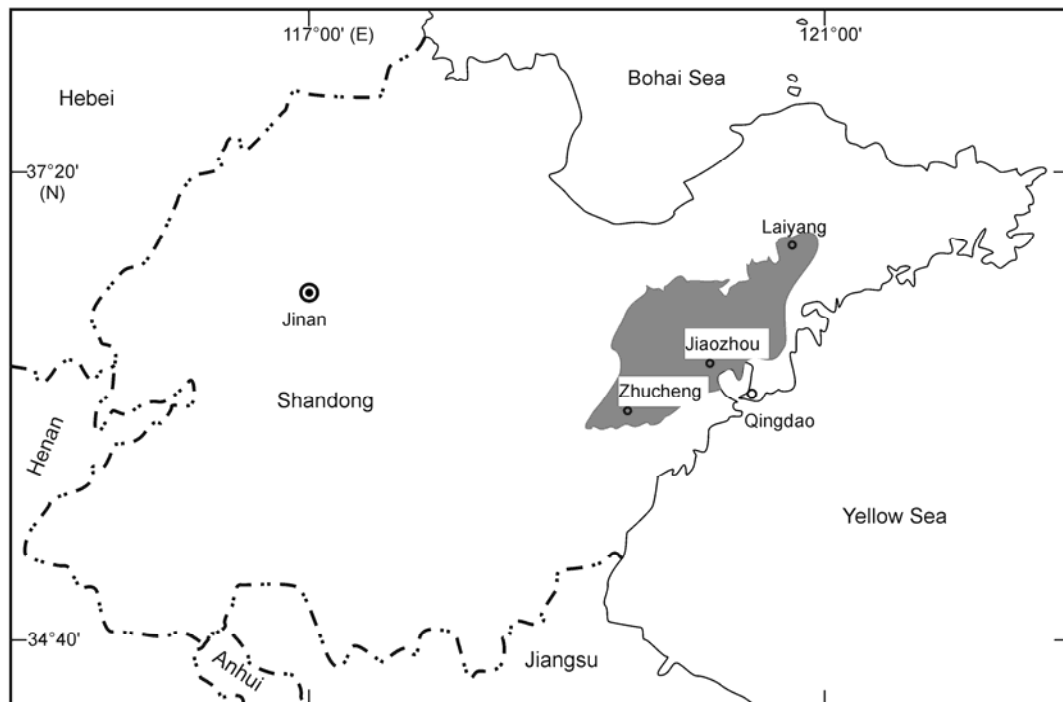 117°00' (E)
121°00'
Hebei
Bohai Sea
37°20'
(N)
Laiyang
Jinan
Jiaozhou
Zhucheng
Shandong
Qingdao
Henan
Yellow Sea
34°40'
Anhui
Jiangsu